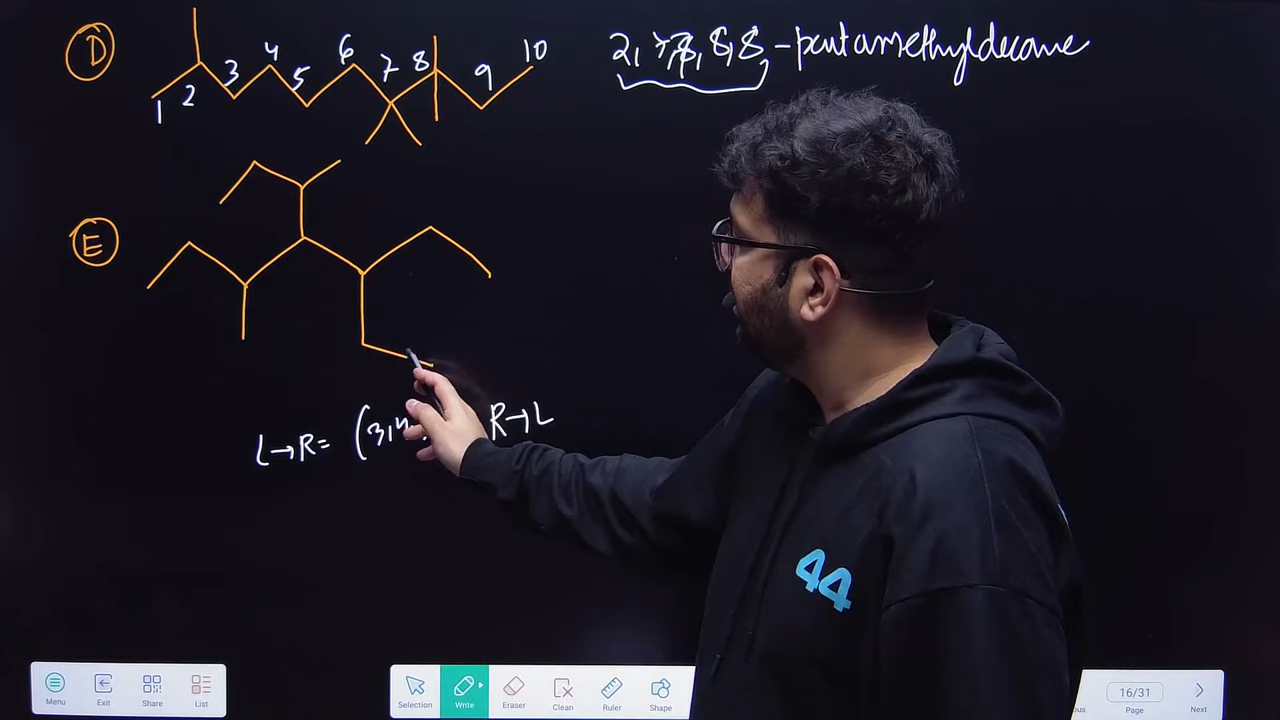 D
1 2 3 4 5 6 7 8 9 10
2, 7,8,8, -pentamethyldecane
E
L→R= (3,4 R→L
44
Menu Exit Share List
Selection Write Eraser Clean Ruler Shape
16/31
Page Next